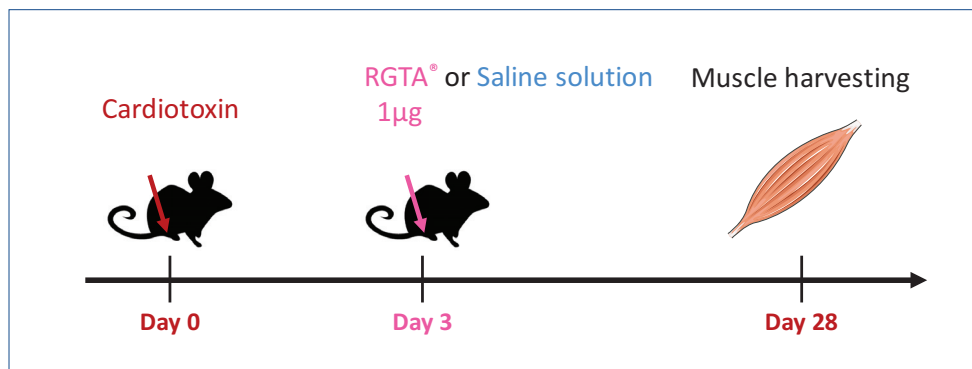 RGTA® or Saline solution
1µg
Muscle harvesting
Cardiotoxin
Day 0
Day 3
Day 28